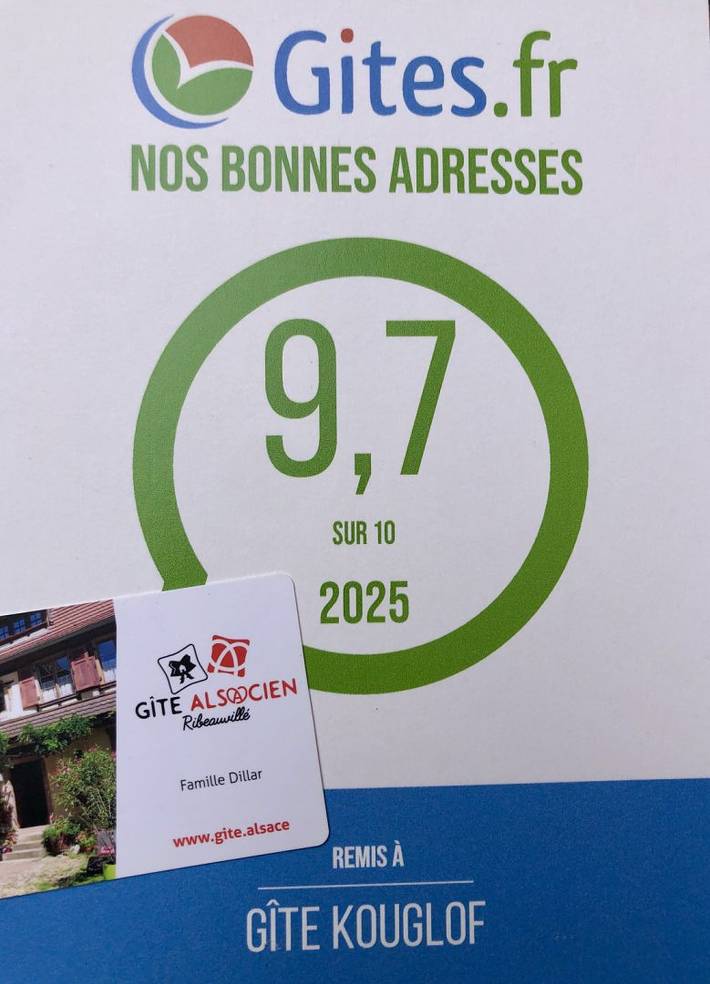 Gites.fr
NOS BONNES ADRESSES
9,7
SUR 10
2025
GÎTE ALSACIEN
Ribeauvillé
Famille Dillar
www.gite.alsace
REMIS À
GÎTE KOUGLOF